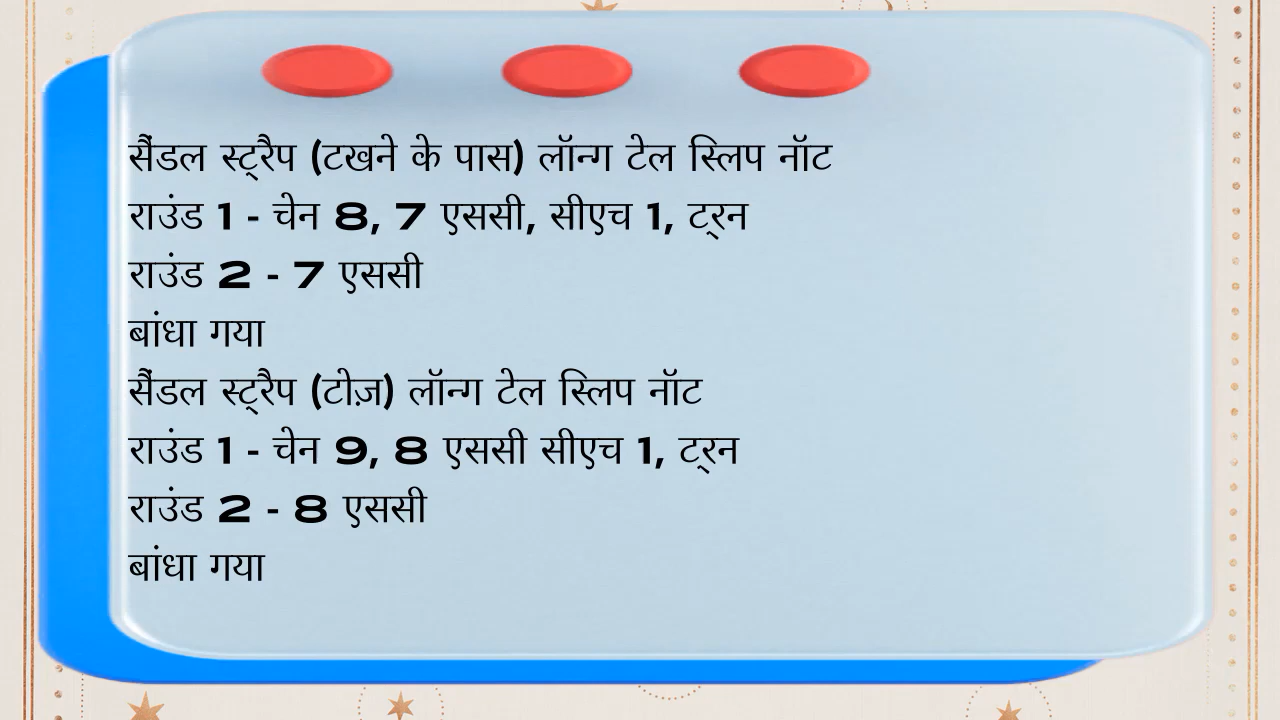 सैंडल स्ट्रैप (टखने के पास) लॉन्ग टेल स्लिप नॉट
राउंड 1 - चेन 8, 7 एससी, सीएच 1, ट्रन
राउंड 2 - 7 एससी
बांधा गया
सैंडल स्ट्रैप (टोज़) लॉन्ग टेल स्लिप नॉट
राउंड 1 - चेन 9, 8 एससी सीएच 1, ट्रन
राउंड 2 - 8 एससी
बांधा गया